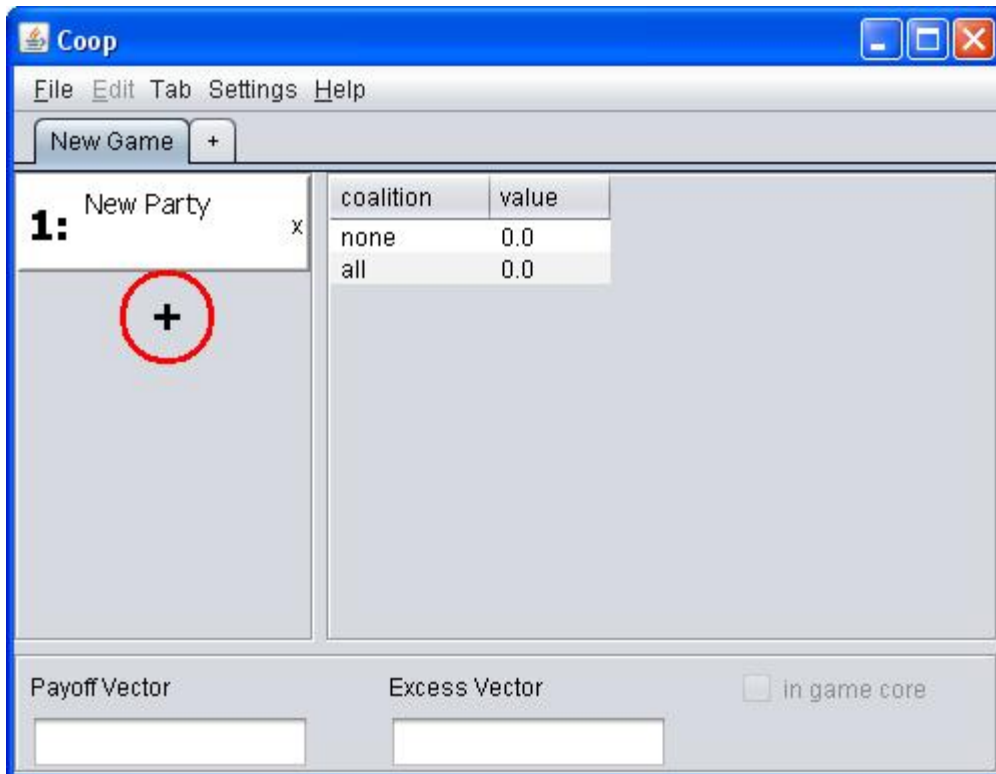 Coop
File Edit Tab Settings Help
New Game +
1: New Party x
+
coalition value
none 0.0
all 0.0
Payoff Vector Excess Vector in game core